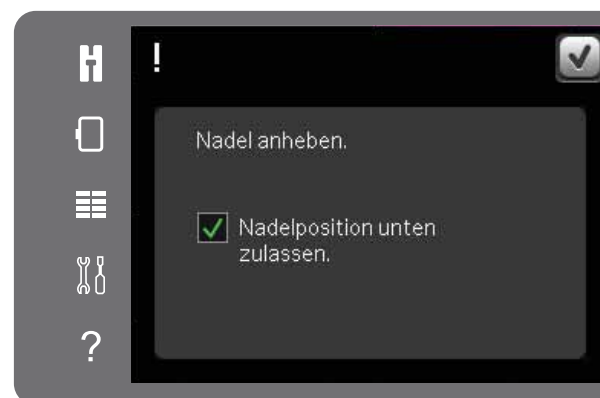 !
Nadel anheben.
Nadelposition unten
zulassen.
?